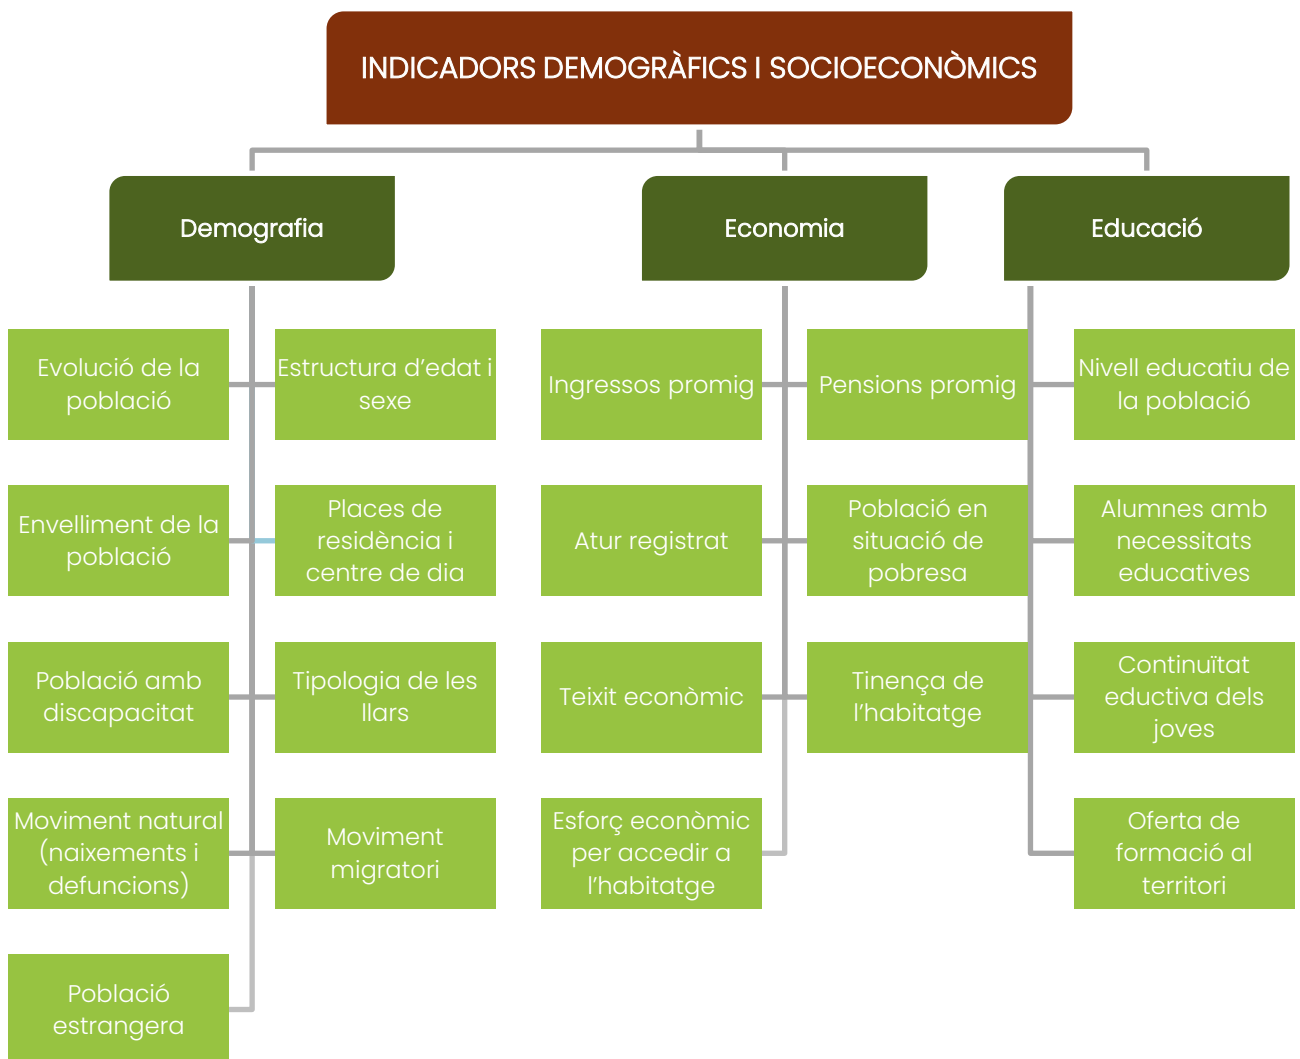 INDICADORS DEMOGRÀFICS I SOCIOECONÒMICS
Demografia
Economia
Educació
Evolució de la
població
Estructura d’edat i
sexe
Envelliment de la
població
Places de
residència i
centre de dia
Població amb
discapacitat
Tipologia de les
llars
Moviment natural
(naixements i
defuncions)
Moviment
migratori
Població
estrangera
Ingressos promig
Pensions promig
Atur registrat
Població en
situació de
pobresa
Teixit econòmic
Tinença de
l’habitatge
Esforç econòmic
per accedir a
l’habitatge
Nivell educatiu de
la població
Alumnes amb
necessitats
educatives
Continuïtat
eductiva dels
joves
Oferta de
formació al
territori